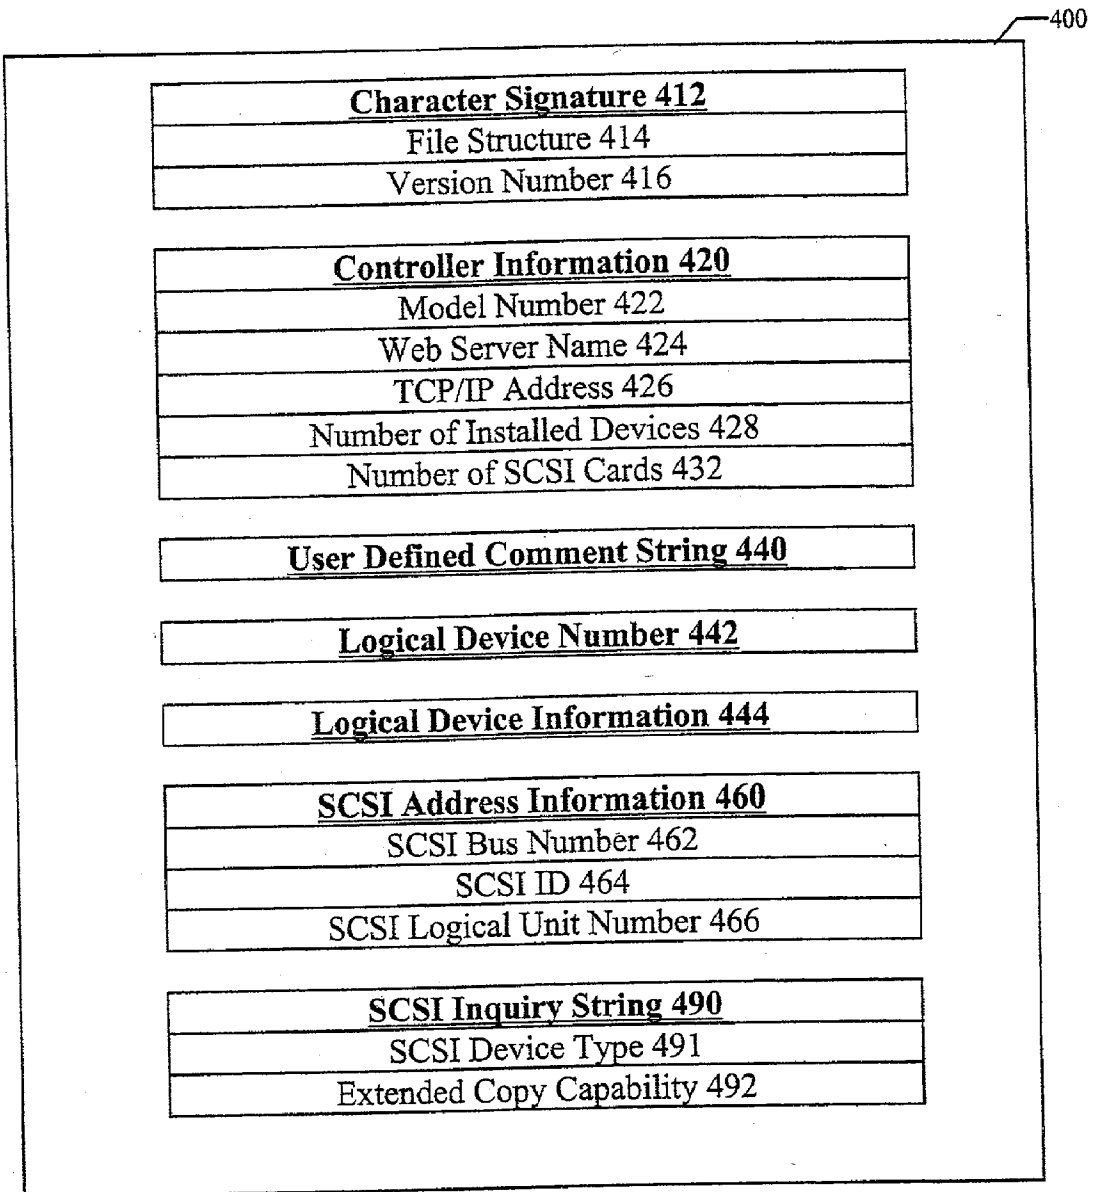 400
Character Signature 412
File Structure 414
Version Number 416
Controller Information 420
Model Number 422
Web Server Name 424
TCP/IP Address 426
Number of Installed Devices 428
Number of SCSI Cards 432
User Defined Comment String 440
Logical Device Number 442
Logical Device Information 444
SCSI Address Information 460
SCSI Bus Number 462
SCSI ID 464
SCSI Logical Unit Number 466
SCSI Inquiry String 490
SCSI Device Type 491
Extended Copy Capability 492